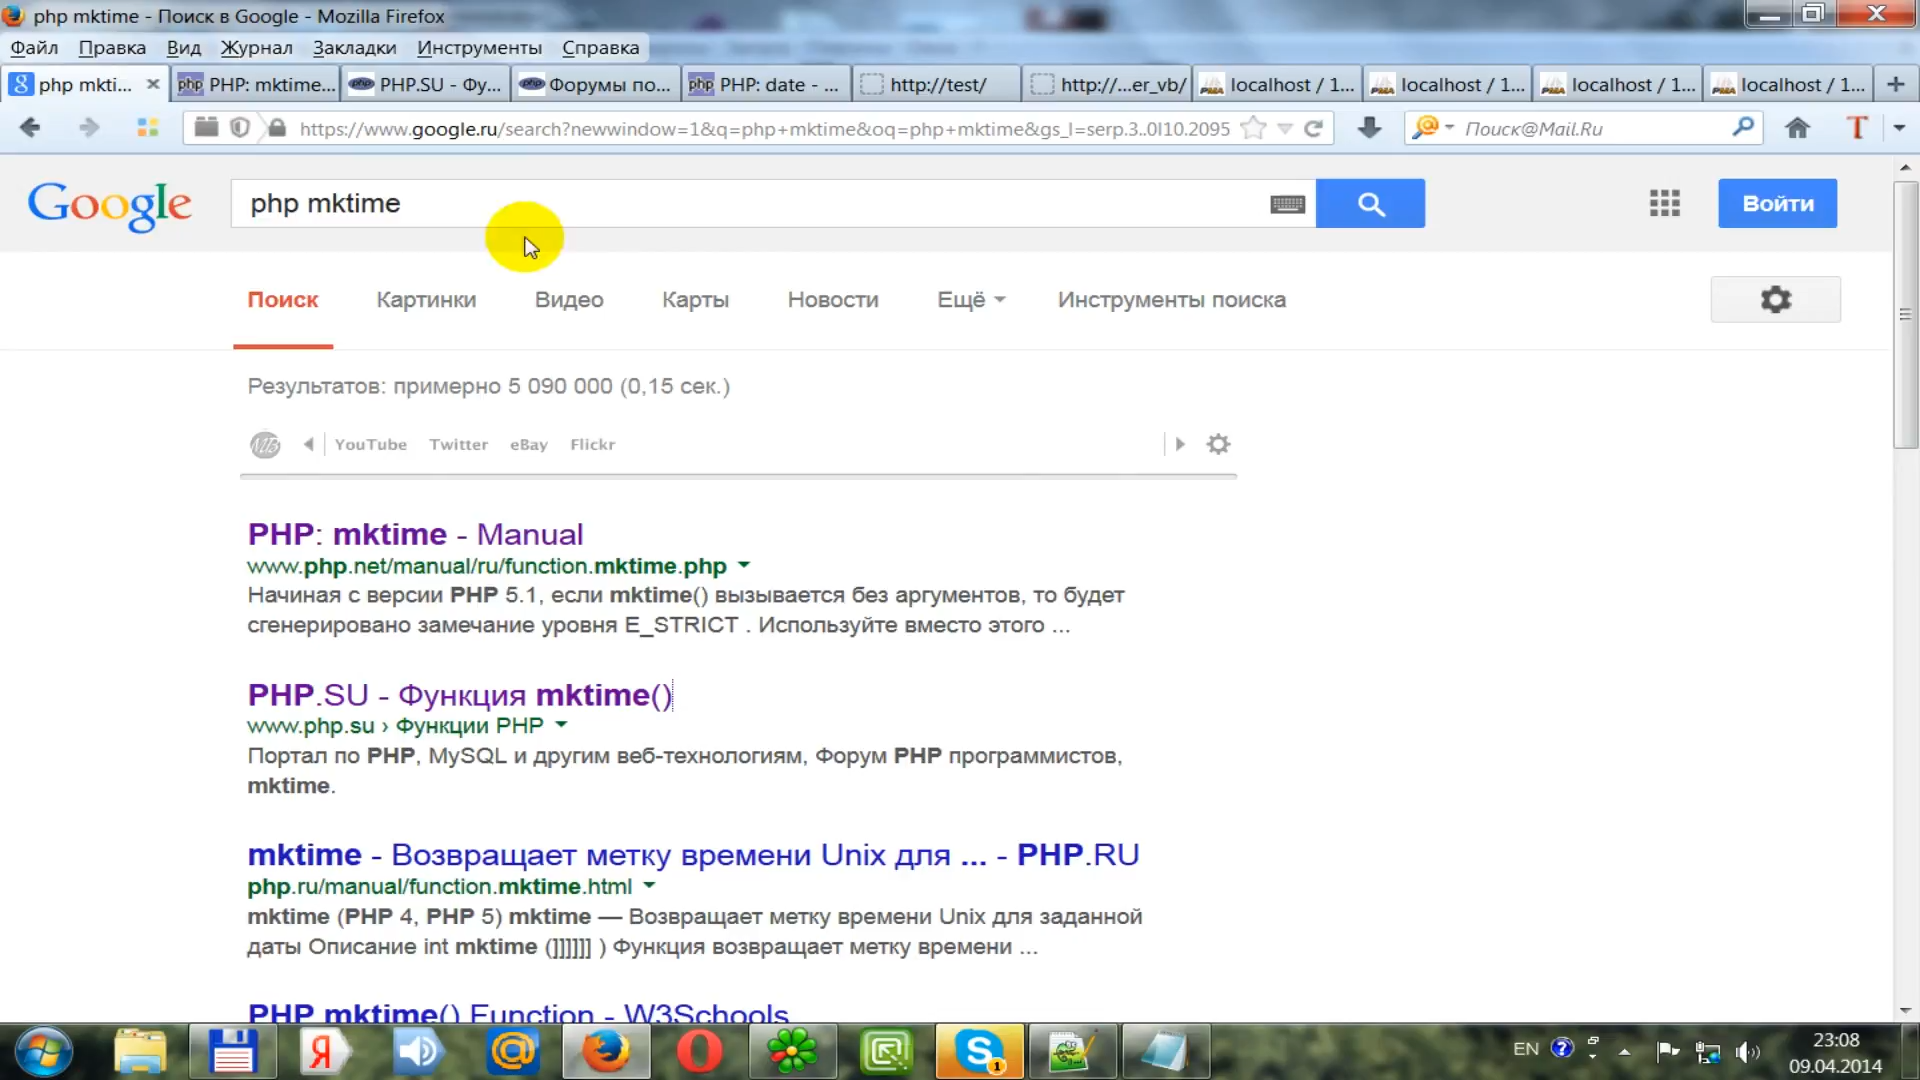 php mktime - Поиск в Google - Mozilla Firefox
Файл Правка Вид Журнал Закладки Инструменты Справка
php mkti... PHP: mktime... PHP.SU - Фу... Форумы по... PHP: date - ... http://test/ http://...er_vb/ localhost / 1... localhost / 1... localhost / 1... localhost / 1...
https://www.google.ru/search?newwindow=1&q=php+mktime&oq=php+mktime&gs_l=serp.3..0l10.2095 Поиск@Mail.Ru
Google php mktime Войти
Поиск Картинки Видео Карты Новости Ещё Инструменты поиска
Результатов: примерно 5 090 000 (0,15 сек.)
YouTube Twitter eBay Flickr
PHP: mktime - Manual
www.php.net/manual/ru/function.mktime.php
Начиная с версии PHP 5.1, если mktime() вызывается без аргументов, то будет
сгенерировано замечание уровня E_STRICT . Используйте вместо этого ...
PHP.SU - Функция mktime()
www.php.su › Функции PHP
Портал по PHP, MySQL и другим веб-технологиям, Форум PHP программистов,
mktime.
mktime - Возвращает метку времени Unix для ... - PHP.RU
php.ru/manual/function.mktime.html
mktime (PHP 4, PHP 5) mktime — Возвращает метку времени Unix для заданной
даты Описание int mktime (]]]]]] ) Функция возвращает метку времени ...
PHP mktime() Function - W3Schools
EN 23:08
09.04.2014